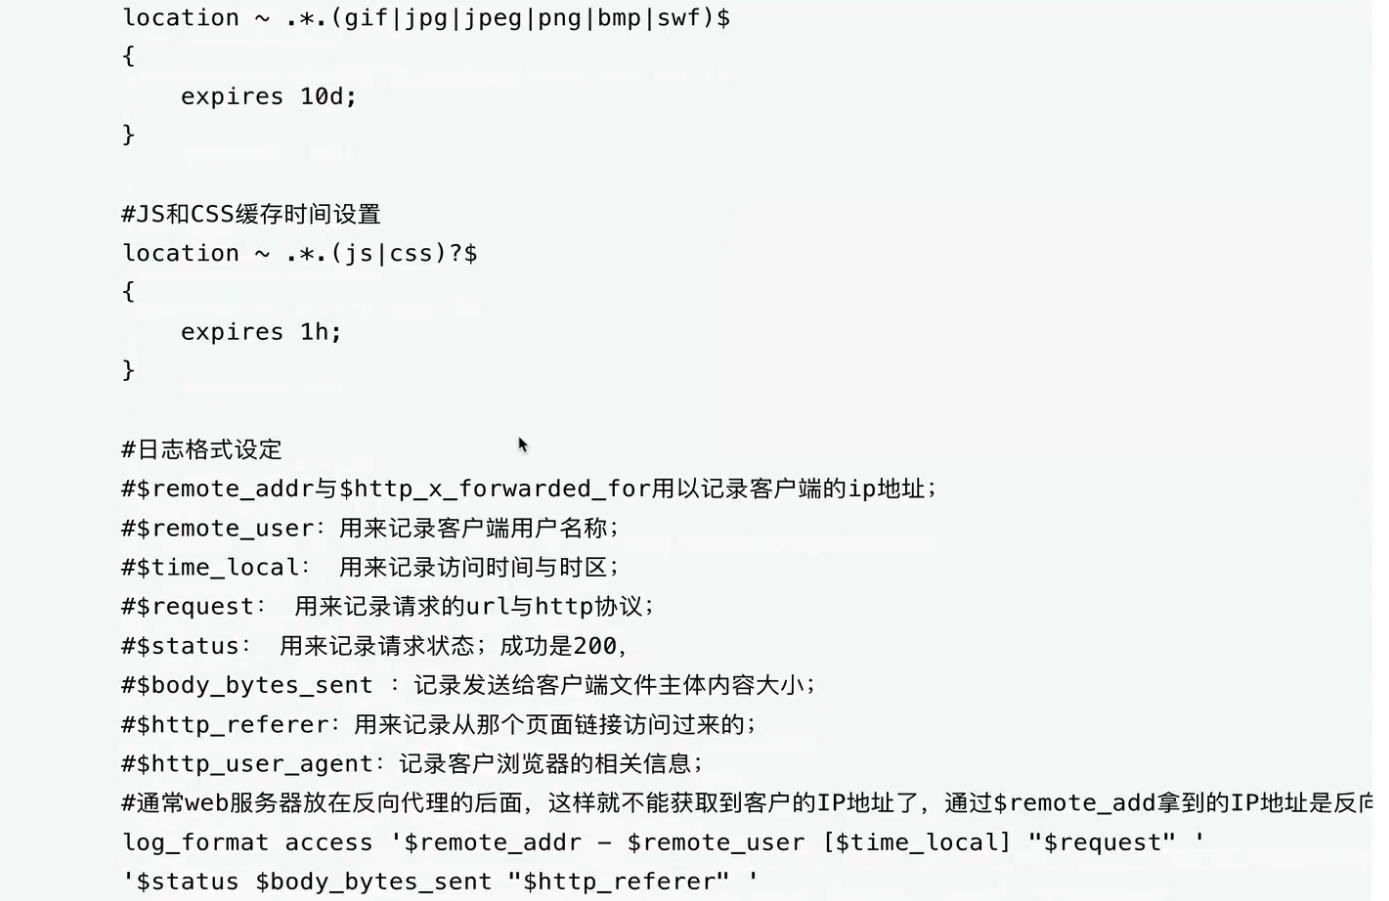 location ~ .*.(gif|jpg|jpeg|png|bmp|swf)$
{
    expires 10d;
}
#JS和CSS缓存时间设置
location ~ .*.(js|css)?$
{
    expires 1h;
}
#日志格式设定
#$remote_addr与$http_x_forwarded_for用以记录客户端的ip地址；
#$remote_user：用来记录客户端用户名称；
#$time_local： 用来记录访问时间与时区；
#$request： 用来记录请求的url与http协议；
#$status： 用来记录请求状态；成功是200，
#$body_bytes_sent ：记录发送给客户端文件主体内容大小；
#$http_referer：用来记录从那个页面链接访问过来的；
#$http_user_agent：记录客户浏览器的相关信息；
#通常web服务器放在反向代理的后面，这样就不能获取到客户的IP地址了，通过$remote_add拿到的IP地址是反向
log_format access '$remote_addr - $remote_user [$time_local] "$request" '
'$status $body_bytes_sent "$http_referer" '